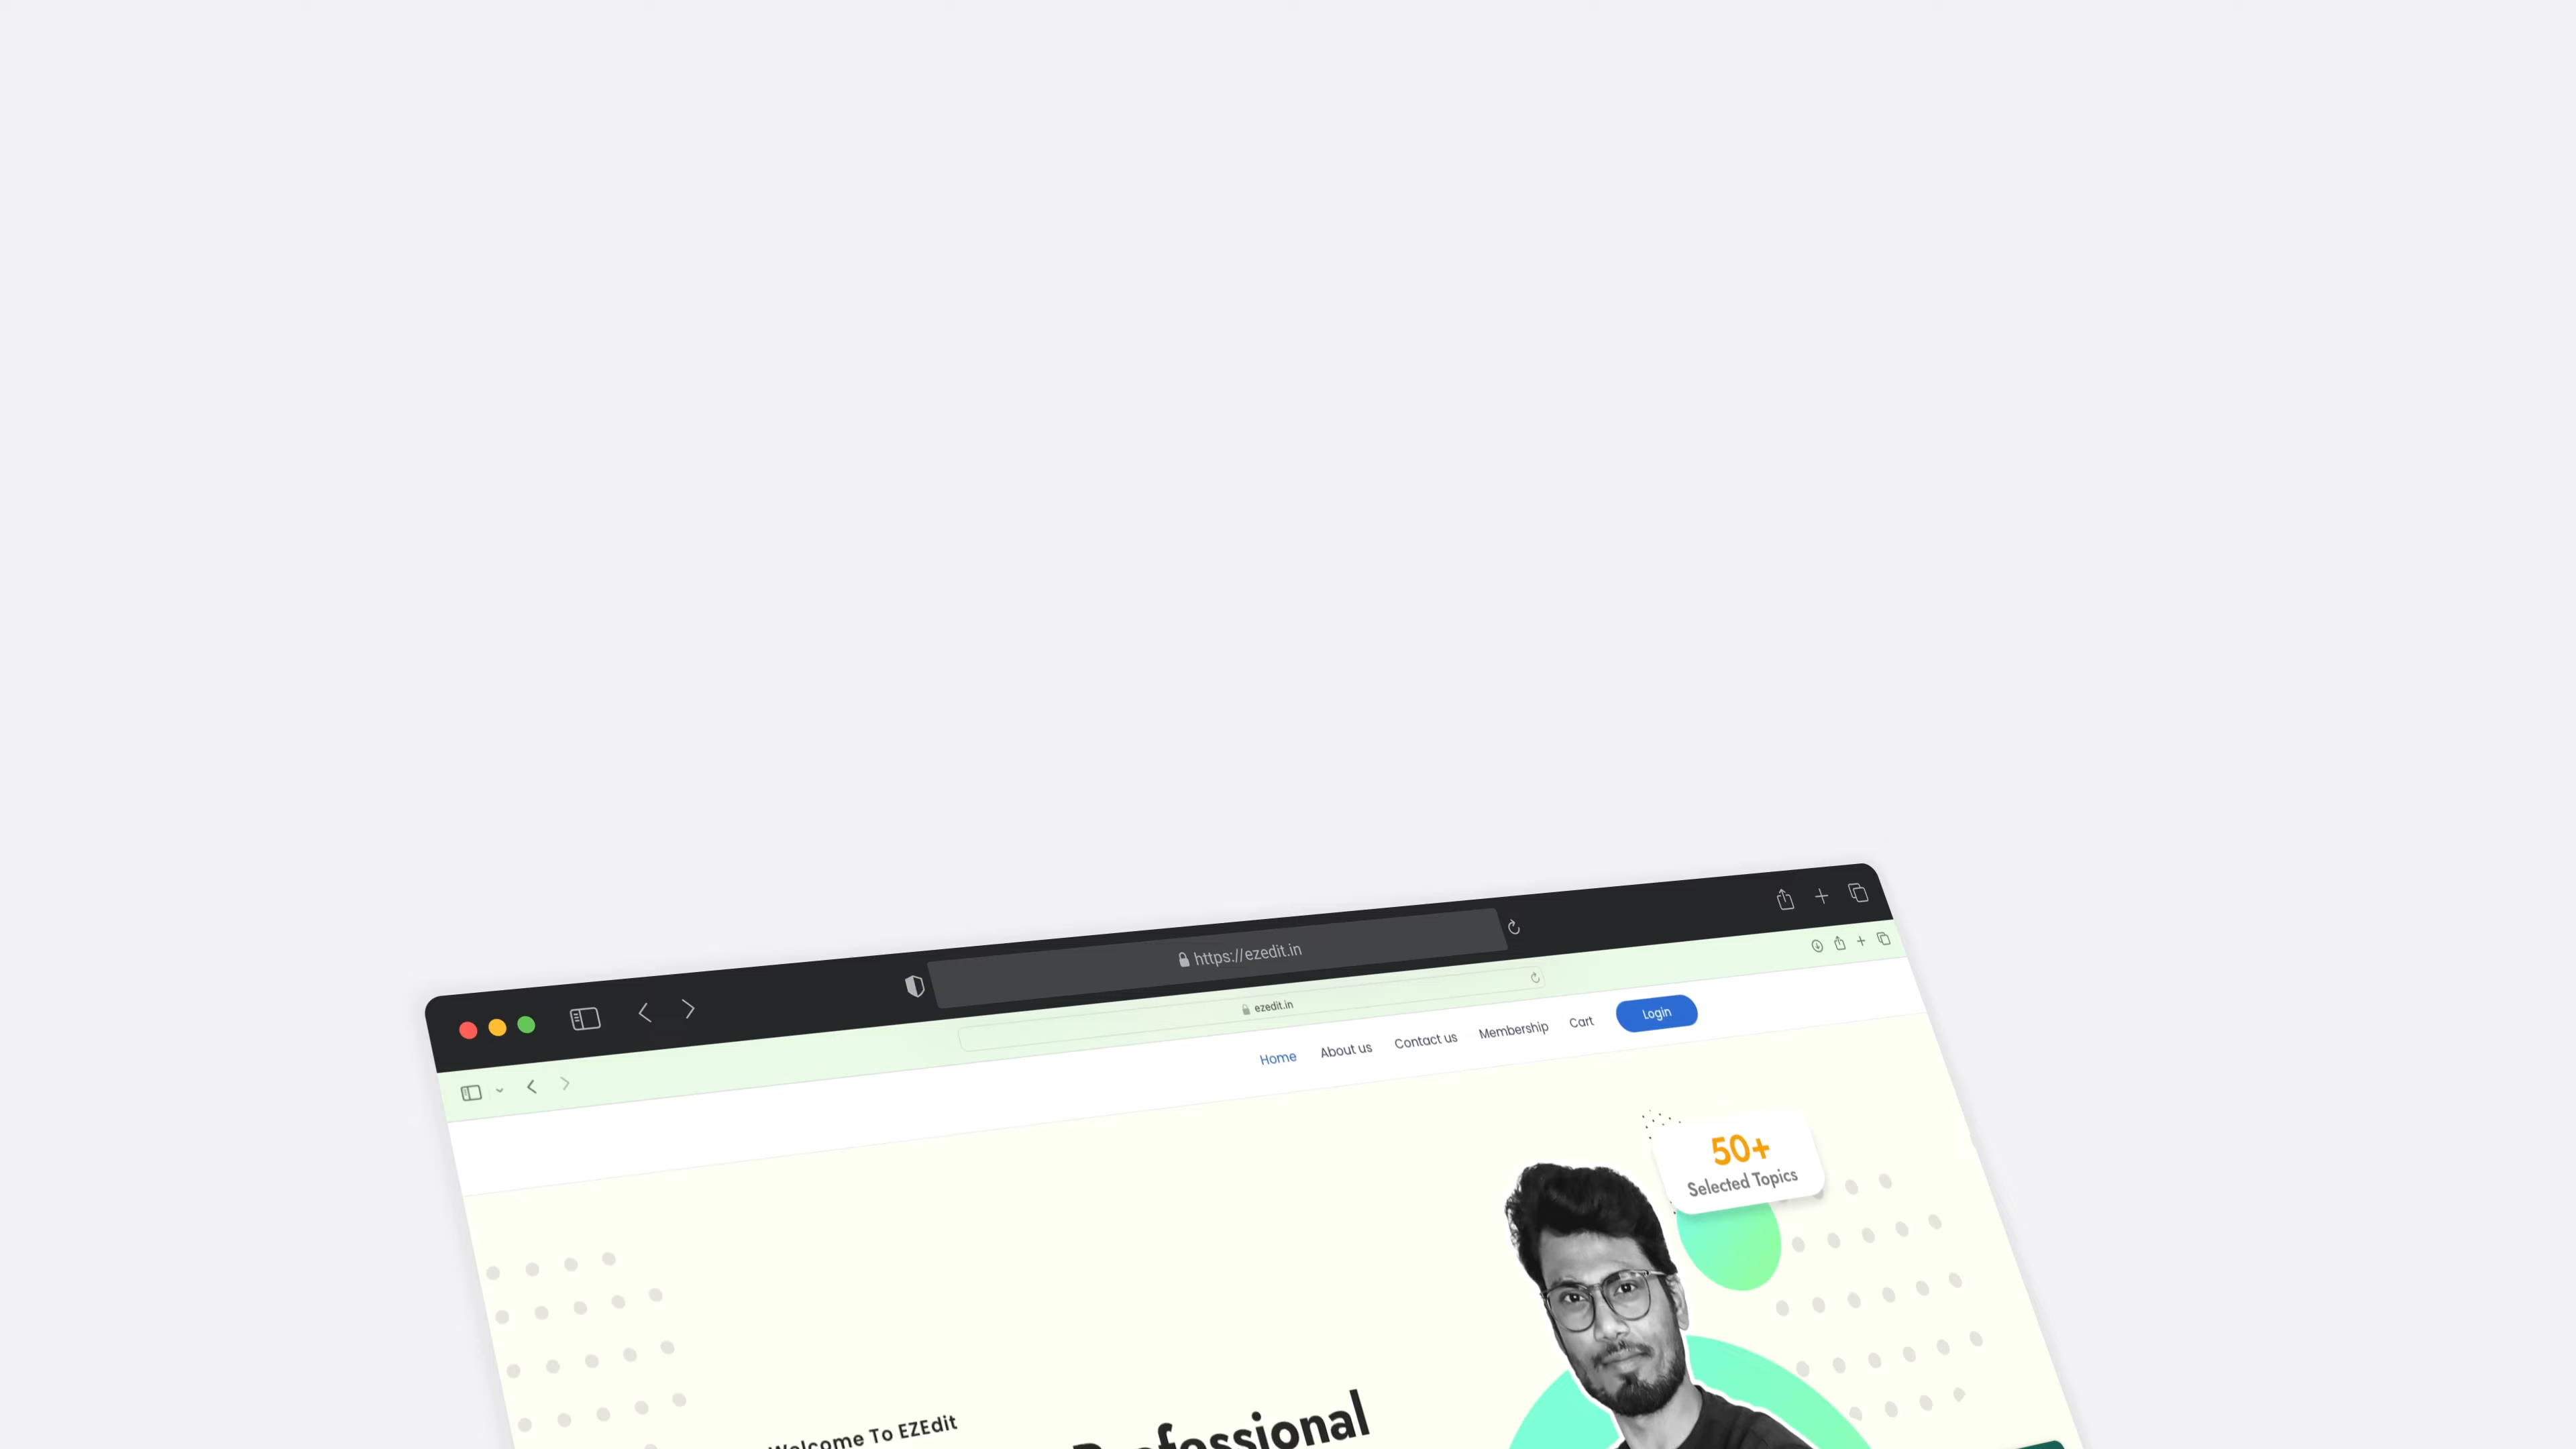 https://ezedit.in
ezedit.in
Home About us Contact us Membership Cart Login
50+
Selected Topics
Welcome To EZEdit
Professional